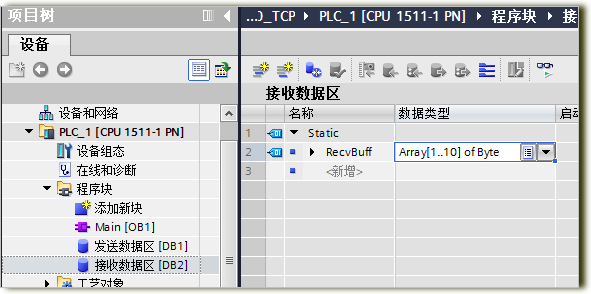 项目树
设备
设备和网络
PLC_1 [CPU 1511-1 PN]
设备组态
在线和诊断
程序块
添加新块
Main [OB1]
发送数据区 [DB1]
接收数据区 [DB2]
工艺对象
_TCP ▸ PLC_1 [CPU 1511-1 PN] ▸ 程序块 ▸ 接
接收数据区
名称 数据类型 启
1 Static
2 RecvBuff Array[1..10] of Byte
3 <新增>